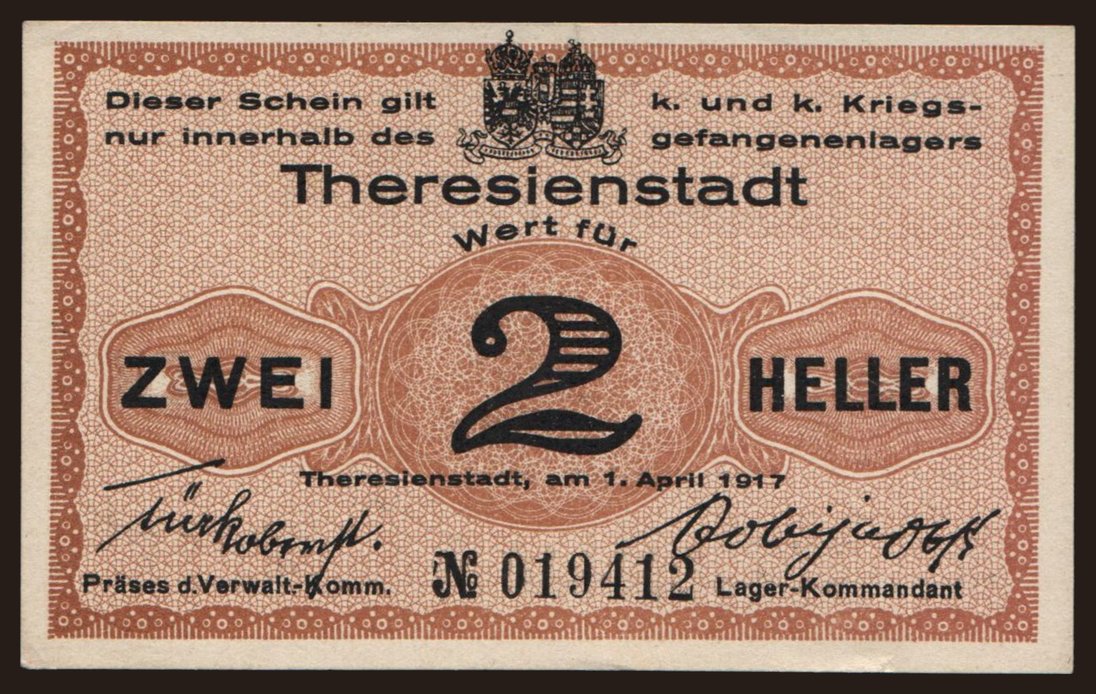 Dieser Schein gilt k. und k. Kriegs-
nur innerhalb des gefangenenlagers
Theresienstadt
Wert für
ZWEI 2 HELLER
Theresienstadt, am 1. April 1917
Präses d. Verwalt.-Komm. № 019412 Lager-Kommandant